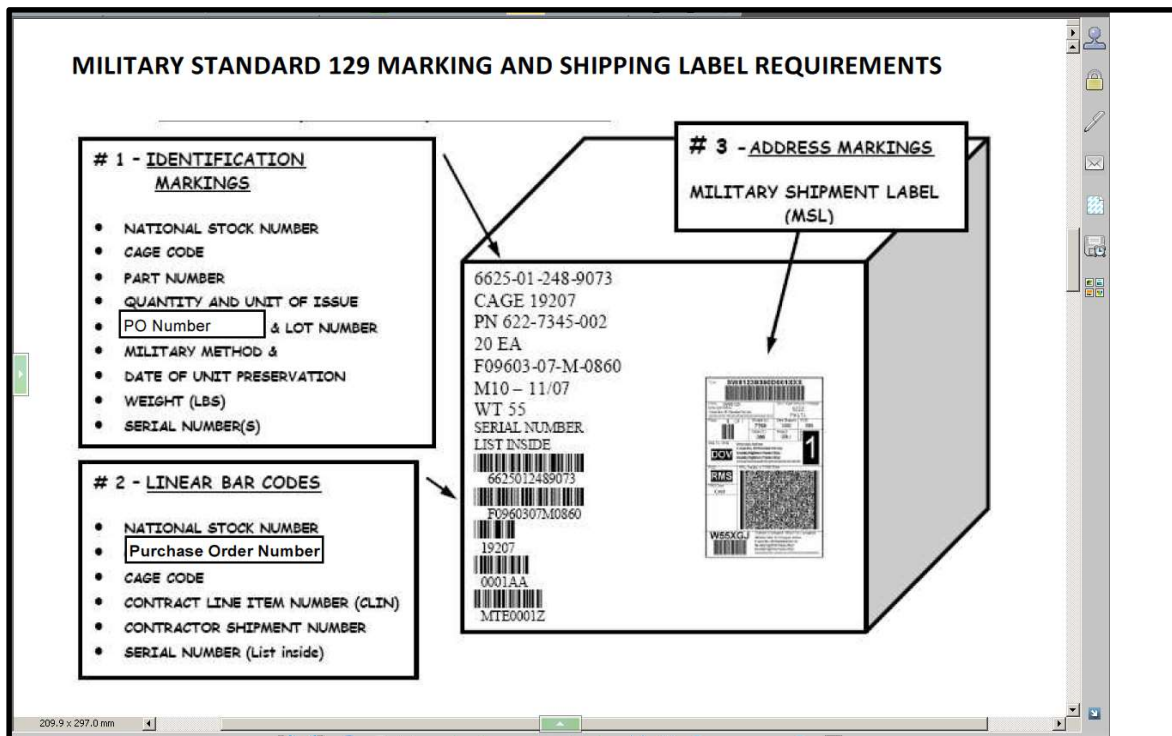 MILITARY STANDARD 129 MARKING AND SHIPPING LABEL REQUIREMENTS
# 1 - IDENTIFICATION
MARKINGS
• NATIONAL STOCK NUMBER
• CAGE CODE
• PART NUMBER
• QUANTITY AND UNIT OF ISSUE
• PO Number & LOT NUMBER
• MILITARY METHOD &
• DATE OF UNIT PRESERVATION
• WEIGHT (LBS)
• SERIAL NUMBER(S)
# 2 - LINEAR BAR CODES
• NATIONAL STOCK NUMBER
• Purchase Order Number
• CAGE CODE
• CONTRACT LINE ITEM NUMBER (CLIN)
• CONTRACTOR SHIPMENT NUMBER
• SERIAL NUMBER (List inside)
# 3 - ADDRESS MARKINGS
MILITARY SHIPMENT LABEL
(MSL)
6625-01-248-9073
CAGE 19207
PN 622-7345-002
20 EA
F09603-07-M-0860
M10 – 11/07
WT 55
SERIAL NUMBER
LIST INSIDE
6625012489073
F0960307M0860
19207
0001AA
MTE0001Z
DOV
1
RMS
W55XGJ
209.9 x 297.0 mm